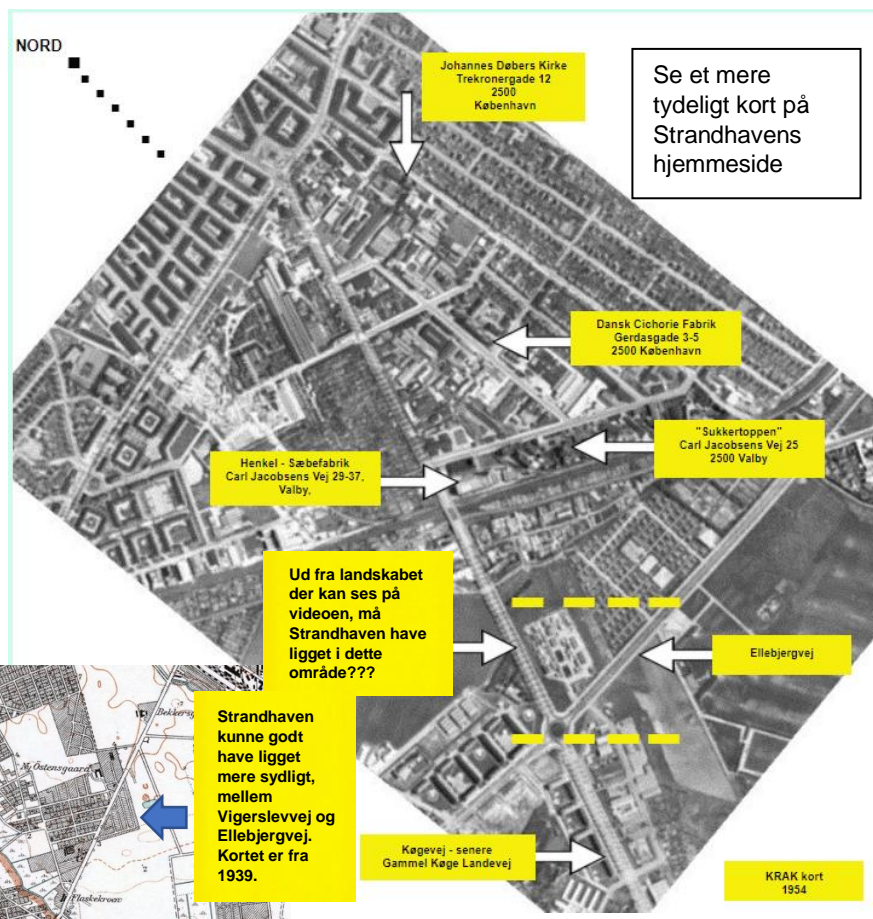 NORD
Johannes Døbers Kirke
Trekronergade 12
2500
København
Se et mere
tydeligt kort på
Strandhavens
hjemmeside
Dansk Cichorie Fabrik
Gerdasgade 3-5
2500 København
"Sukkertoppen"
Carl Jacobsens Vej 25
2500 Valby
Henkel - Sæbefabrik
Carl Jacobsens Vej 29-37,
Valby,
Ud fra landskabet
der kan ses på
videoen, må
Strandhaven have
ligget i dette
område???
Ellebjergvej
Strandhaven
kunne godt
have ligget
mere sydligt,
mellem
Vigerslevvej og
Ellebjergvej.
Kortet er fra
1939.
Østensgaard
Flaskekroen
Køgevej - senere
Gammel Køge Landevej
KRAK kort
1954